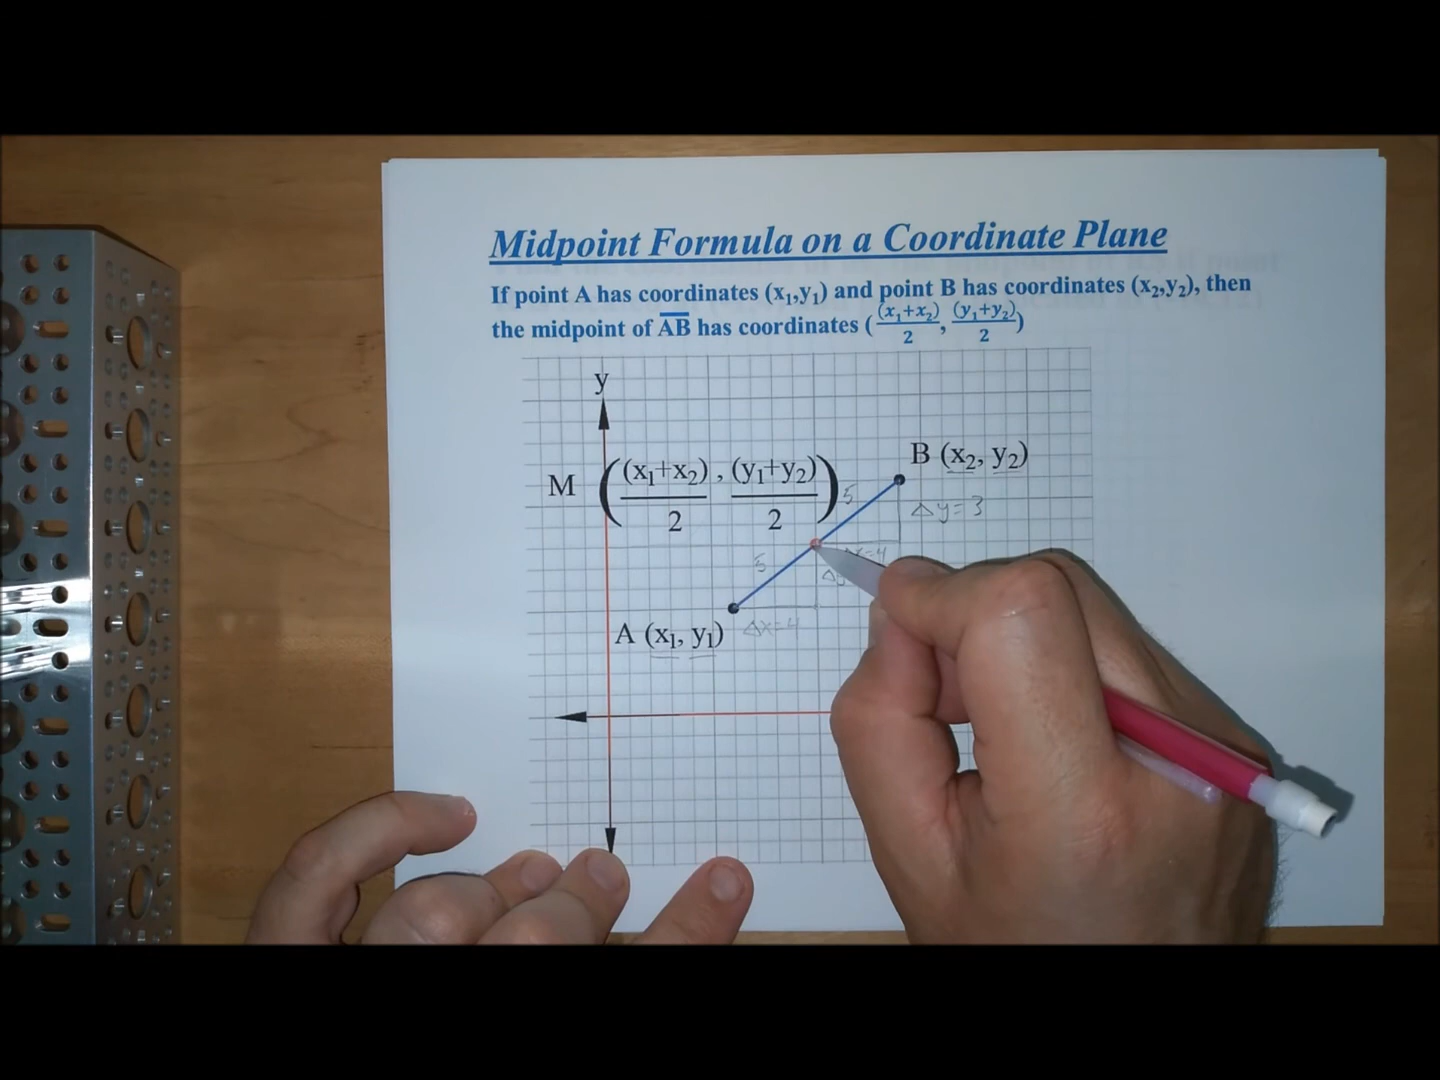 Midpoint Formula on a Coordinate Plane
If point A has coordinates (x₁,y₁) and point B has coordinates (x₂,y₂), then
the midpoint of A͞B͞ has coordinates ( (x₁+x₂)/2 , (y₁+y₂)/2 )
y
B (x₂, y₂)
M ( (x₁+x₂)/2 , (y₁+y₂)/2 )
5
Δy=3
Δx=4
5
A (x₁, y₁)
Δx=4